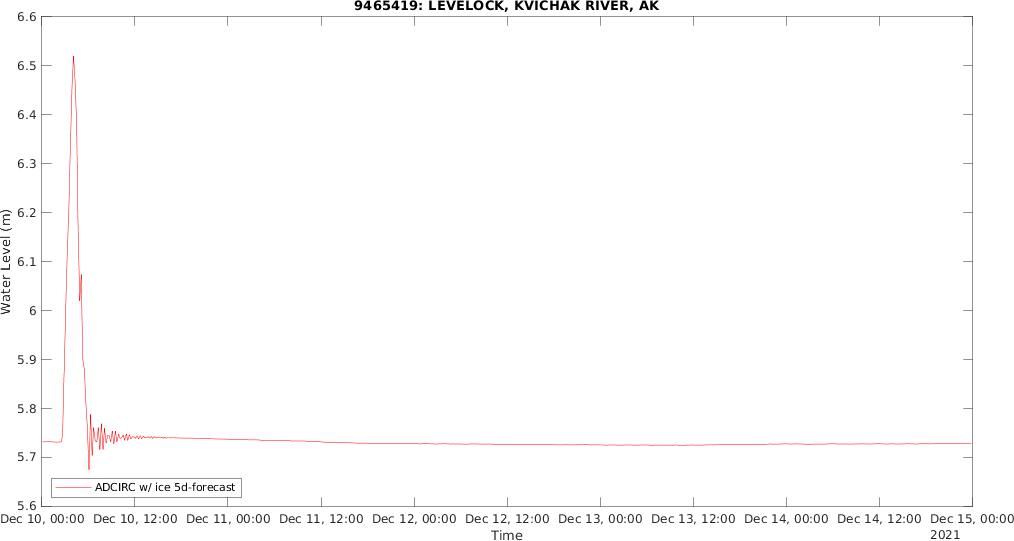 9465419: LEVELOCK, KVICHAK RIVER, AK
6.6
6.5
6.4
6.3
6.2
6.1
6
5.9
5.8
5.7
5.6
Water Level (m)
ADCIRC w/ ice 5d-forecast
Dec 10, 00:00 Dec 10, 12:00 Dec 11, 00:00 Dec 11, 12:00 Dec 12, 00:00 Dec 12, 12:00 Dec 13, 00:00 Dec 13, 12:00 Dec 14, 00:00 Dec 14, 12:00 Dec 15, 00:00
Time
2021